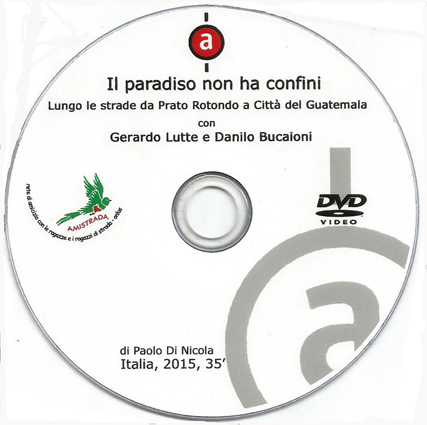 a
Il paradiso non ha confini
Lungo le strade da Prato Rotondo a Città del Guatemala
con
Gerardo Lutte e Danilo Bucaioni
AMISTRADA
rete di amicizia con le ragazze e i ragazzi di strada - onlus
DVD
VIDEO
a
di Paolo Di Nicola
Italia, 2015, 35'